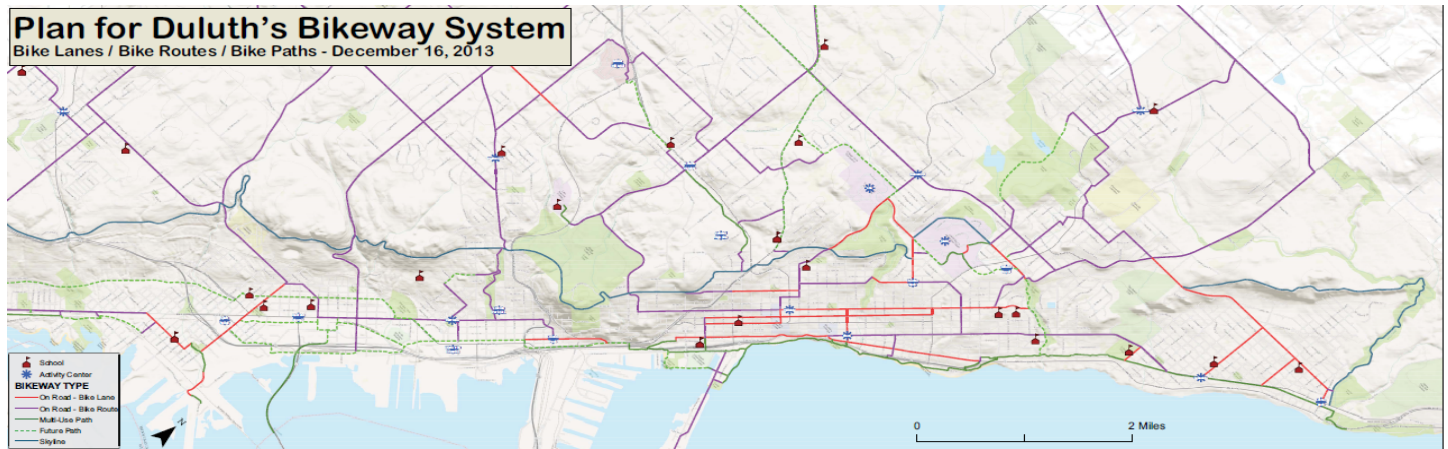 Plan for Duluth's Bikeway System
Bike Lanes / Bike Routes / Bike Paths - December 16, 2013
School
Activity Center
BIKEWAY TYPE
On Road - Bike Lane
On Road - Bike Route
Multi-Use Path
Future Path
Skyline
N
0
2 Miles